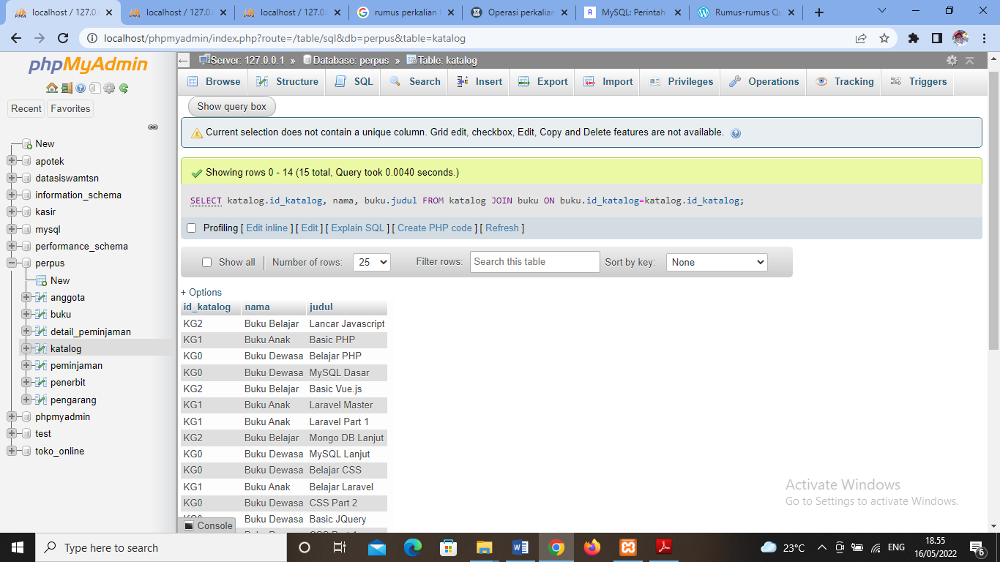 localhost / 127.0.
localhost / 127.0.
localhost / 127.0.
rumus perkalian
Operasi perkalian
MySQL: Perintah
Rumus-rumus Qu
localhost/phpmyadmin/index.php?route=/table/sql&db=perpus&table=katalog
phpMyAdmin
Recent
Favorites
New
apotek
datasiswamtsn
information_schema
kasir
mysql
performance_schema
perpus
New
anggota
buku
detail_peminjaman
katalog
peminjaman
penerbit
pengarang
phpmyadmin
test
toko_online
Server: 127.0.0.1 » Database: perpus » Table: katalog
Browse Structure SQL Search Insert Export Import Privileges Operations Tracking Triggers
Show query box
Current selection does not contain a unique column. Grid edit, checkbox, Edit, Copy and Delete features are not available.
Showing rows 0 - 14 (15 total, Query took 0.0040 seconds.)
SELECT katalog.id_katalog, nama, buku.judul FROM katalog JOIN buku ON buku.id_katalog=katalog.id_katalog;
Profiling [ Edit inline ] [ Edit ] [ Explain SQL ] [ Create PHP code ] [ Refresh ]
Show all Number of rows: 25 Filter rows: Search this table Sort by key: None
+ Options
id_katalog nama judul
KG2 Buku Belajar Lancar Javascript
KG1 Buku Anak Basic PHP
KG0 Buku Dewasa Belajar PHP
KG0 Buku Dewasa MySQL Dasar
KG2 Buku Belajar Basic Vue.js
KG1 Buku Anak Laravel Master
KG1 Buku Anak Laravel Part 1
KG2 Buku Belajar Mongo DB Lanjut
KG0 Buku Dewasa MySQL Lanjut
KG0 Buku Dewasa Belajar CSS
KG1 Buku Anak Belajar Laravel
KG0 Buku Dewasa CSS Part 2
Buku Dewasa Basic JQuery
Console
Activate Windows
Go to Settings to activate Windows.
Type here to search
23°C
ENG
18.55
16/05/2022
6